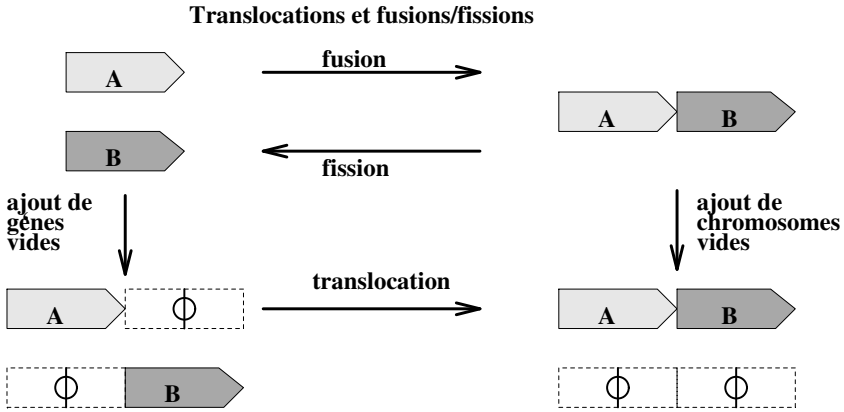 Translocations et fusions/fissions
fusion
A
A B
B
fission
ajout de
gènes
vides
ajout de
chromosomes
vides
translocation
A Φ
A B
Φ B
Φ Φ